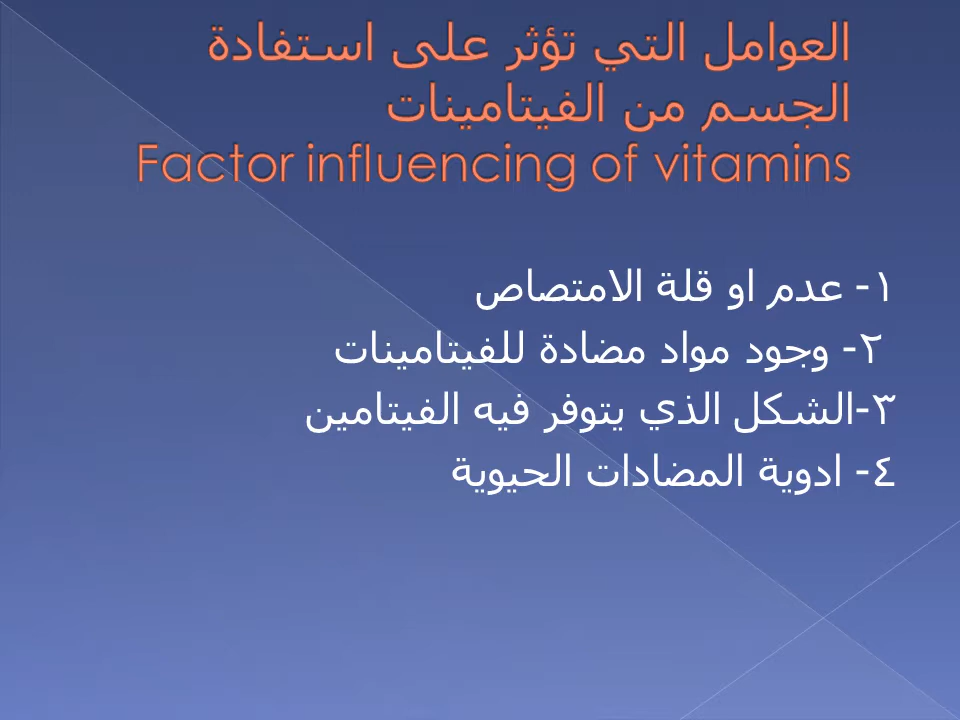 العوامل التي تؤثر على استفادة
الجسم من الفيتامينات
Factor influencing of vitamins
١- عدم او قلة الامتصاص
٢- وجود مواد مضادة للفيتامينات
٣-الشكل الذي يتوفر فيه الفيتامين
٤- ادوية المضادات الحيوية